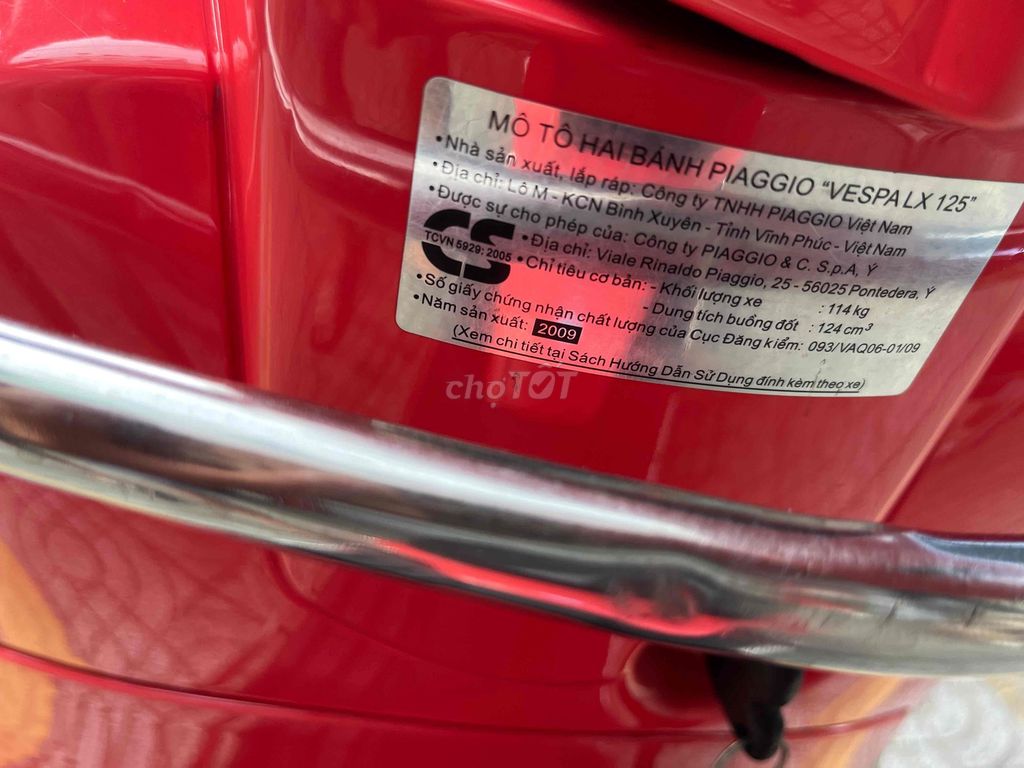 MÔ TÔ HAI BÁNH PIAGGIO "VESPA LX 125"
•Nhà sản xuất, lắp ráp: Công ty TNHH PIAGGIO Việt Nam
•Địa chỉ: Lô M - KCN Bình Xuyên - Tỉnh Vĩnh Phúc - Việt Nam
•Được sự cho phép của: Công ty PIAGGIO & C. S.p.A, Ý
•Địa chỉ: Viale Rinaldo Piaggio, 25 - 56025 Pontedera, Ý
CS
TCVN 5929: 2005
•Chỉ tiêu cơ bản: - Khối lượng xe : 114 kg
- Dung tích buồng đốt : 124 cm³
•Số giấy chứng nhận chất lượng của Cục Đăng kiểm: 093/VAQ06-01/09
•Năm sản xuất: 2009
(Xem chi tiết tại Sách Hướng Dẫn Sử Dụng đính kèm theo xe)
chợTỐT